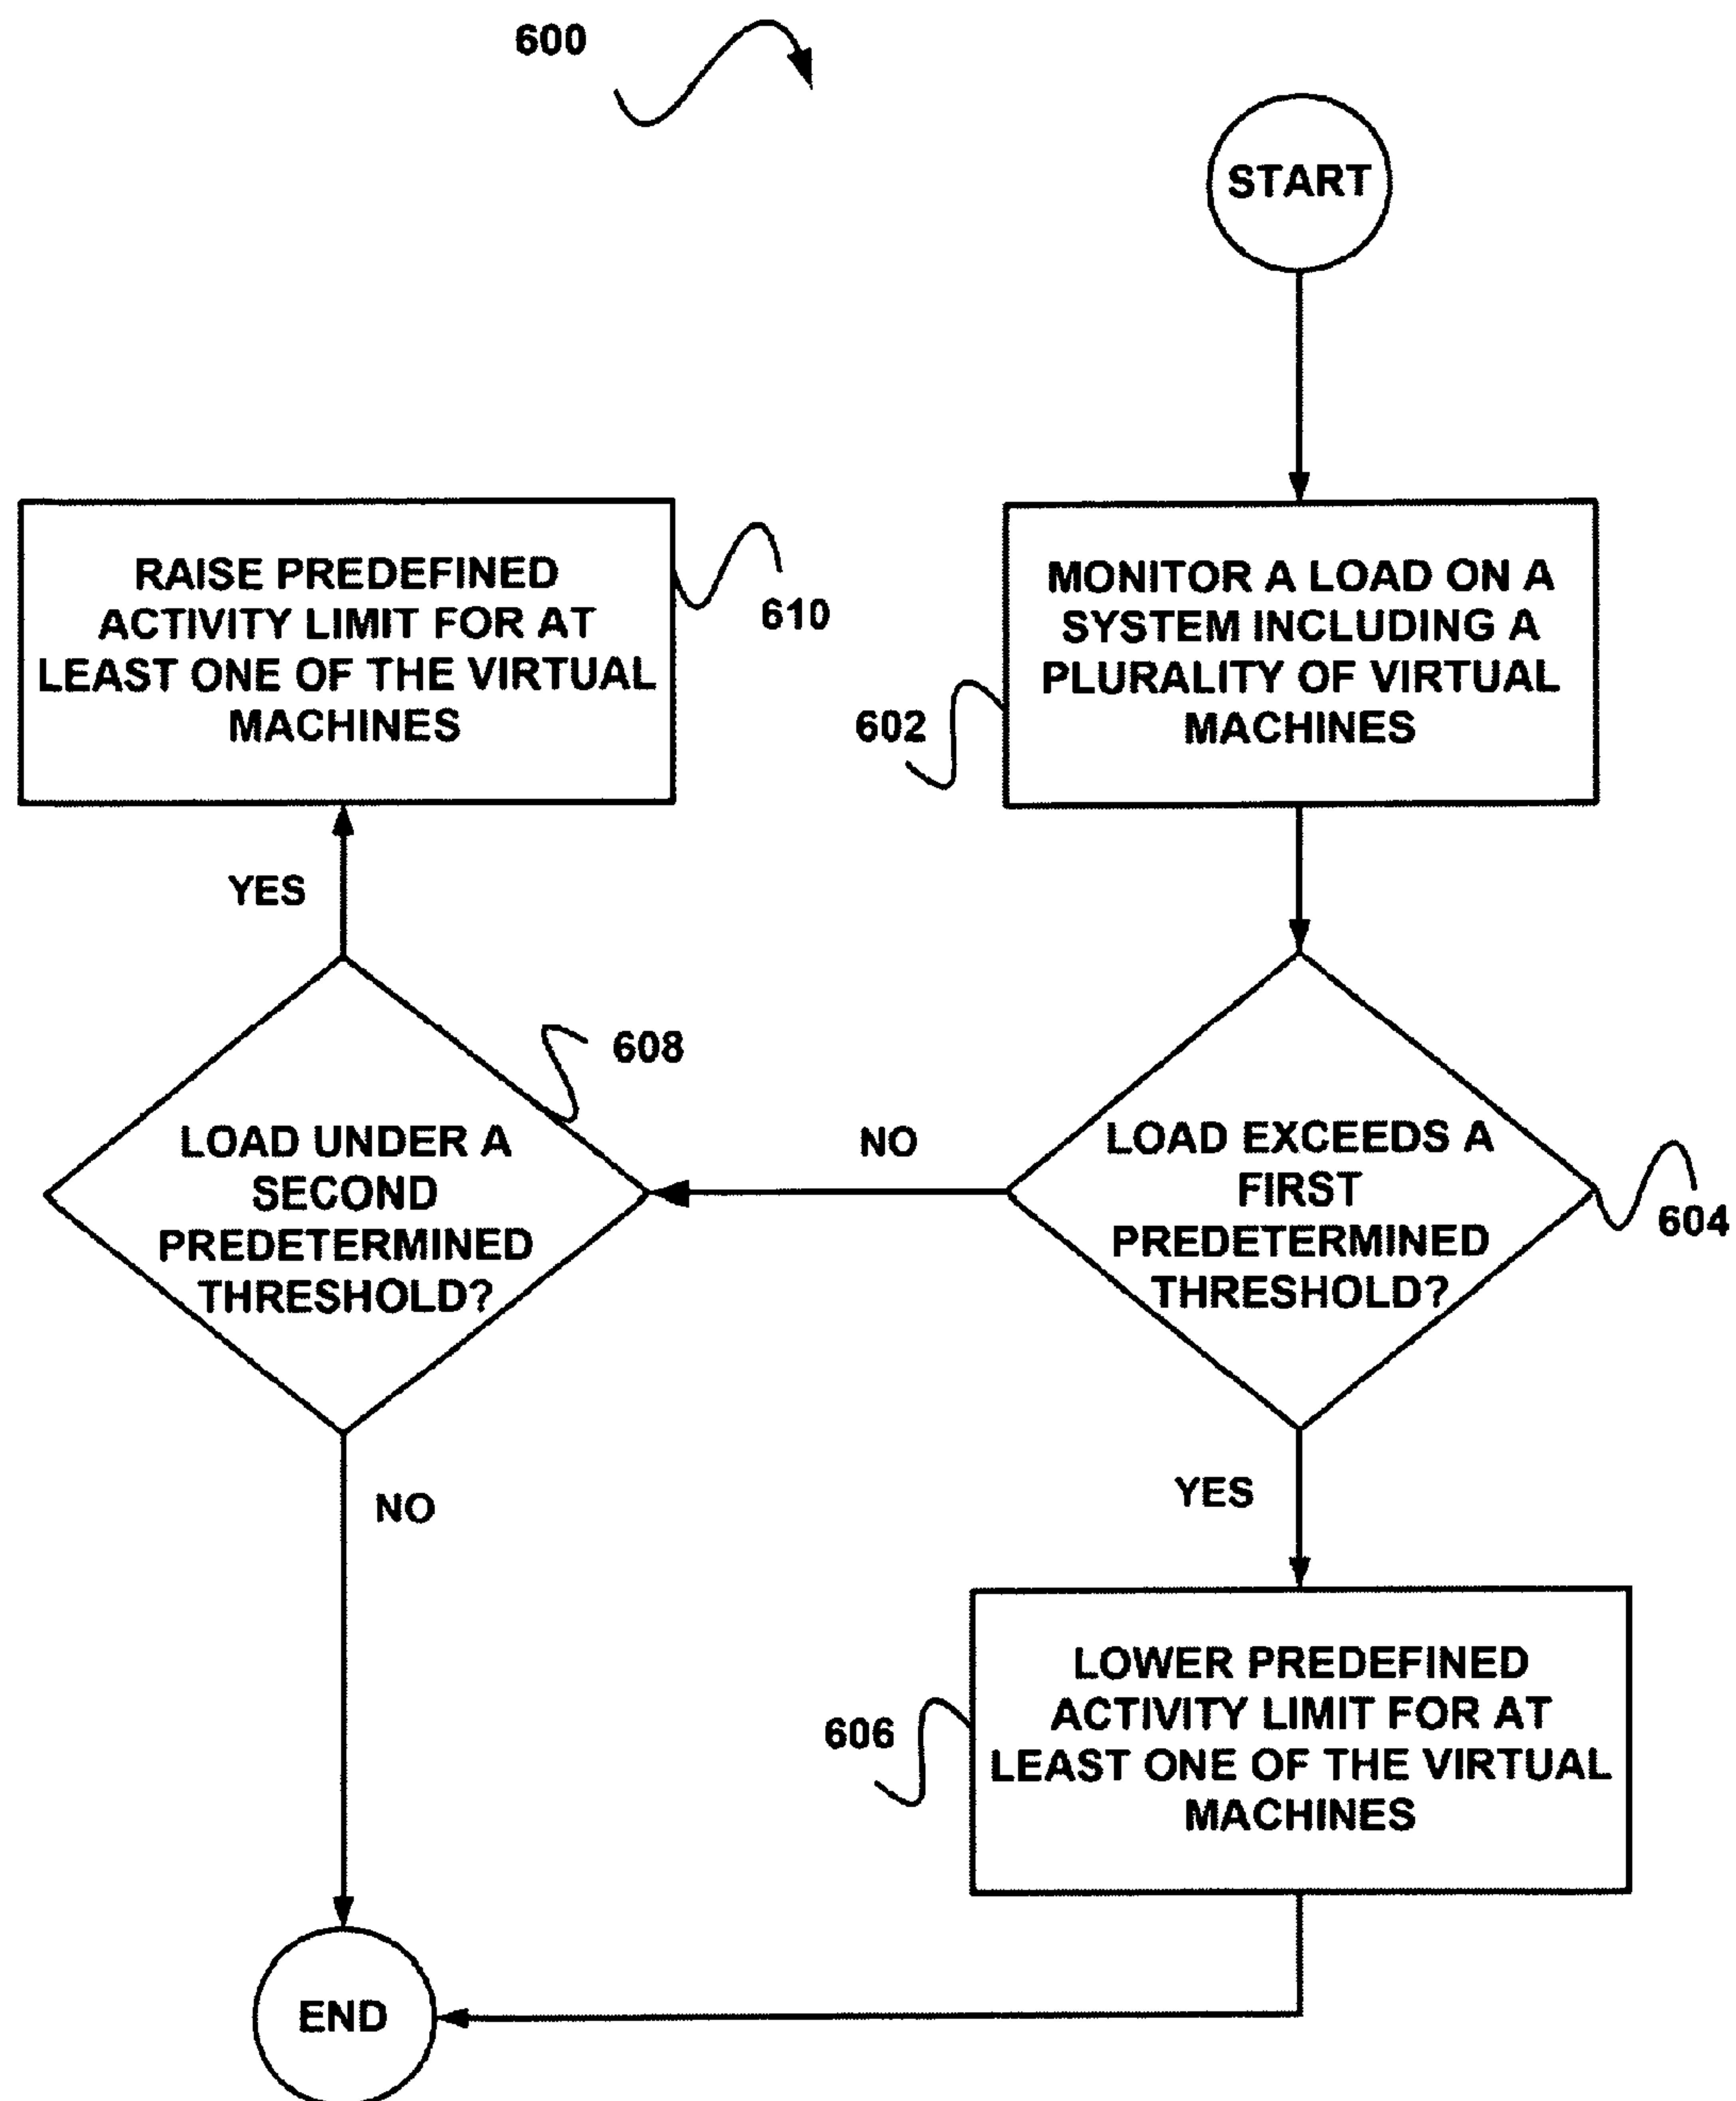 600
START
MONITOR A LOAD ON A
SYSTEM INCLUDING A
PLURALITY OF VIRTUAL
MACHINES
602
LOAD EXCEEDS A
FIRST
PREDETERMINED
THRESHOLD?
604
YES
LOWER PREDEFINED
ACTIVITY LIMIT FOR AT
LEAST ONE OF THE VIRTUAL
MACHINES
606
NO
LOAD UNDER A
SECOND
PREDETERMINED
THRESHOLD?
608
YES
RAISE PREDEFINED
ACTIVITY LIMIT FOR AT
LEAST ONE OF THE VIRTUAL
MACHINES
610
NO
END